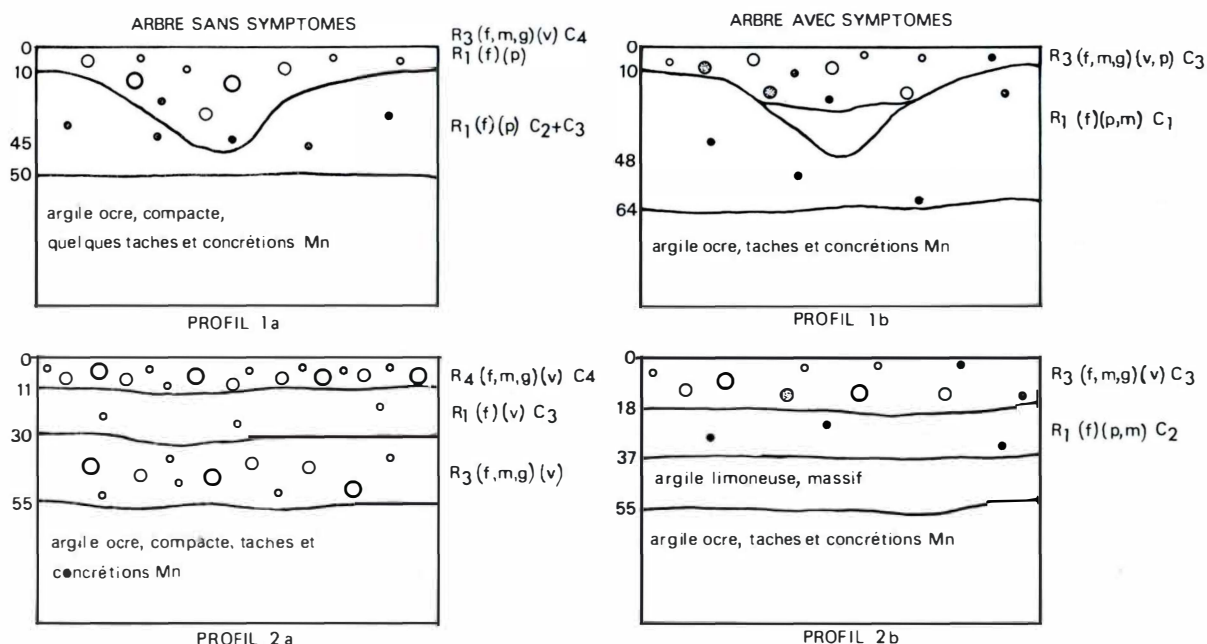 ARBRE SANS SYMPTOMES
0
10
45
50
R3 (f,m,g)(v) C4
R1 (f)(p)
R1 (f)(p) C2+C3
argile ocre, compacte,
quelques taches et concrétions Mn
PROFIL 1a
ARBRE AVEC SYMPTOMES
0
10
48
64
R3 (f,m,g)(v,p) C3
R1 (f)(p,m) C1
argile ocre, taches et concrétions Mn
PROFIL 1b
0
11
30
55
R4 (f,m,g)(v) C4
R1 (f)(v) C3
R3 (f,m,g)(v)
argile ocre, compacte, taches et
concrétions Mn
PROFIL 2a
0
18
37
55
R3 (f,m,g)(v) C3
R1 (f)(p,m) C2
argile limoneuse, massif
argile ocre, taches et concrétions Mn
PROFIL 2b